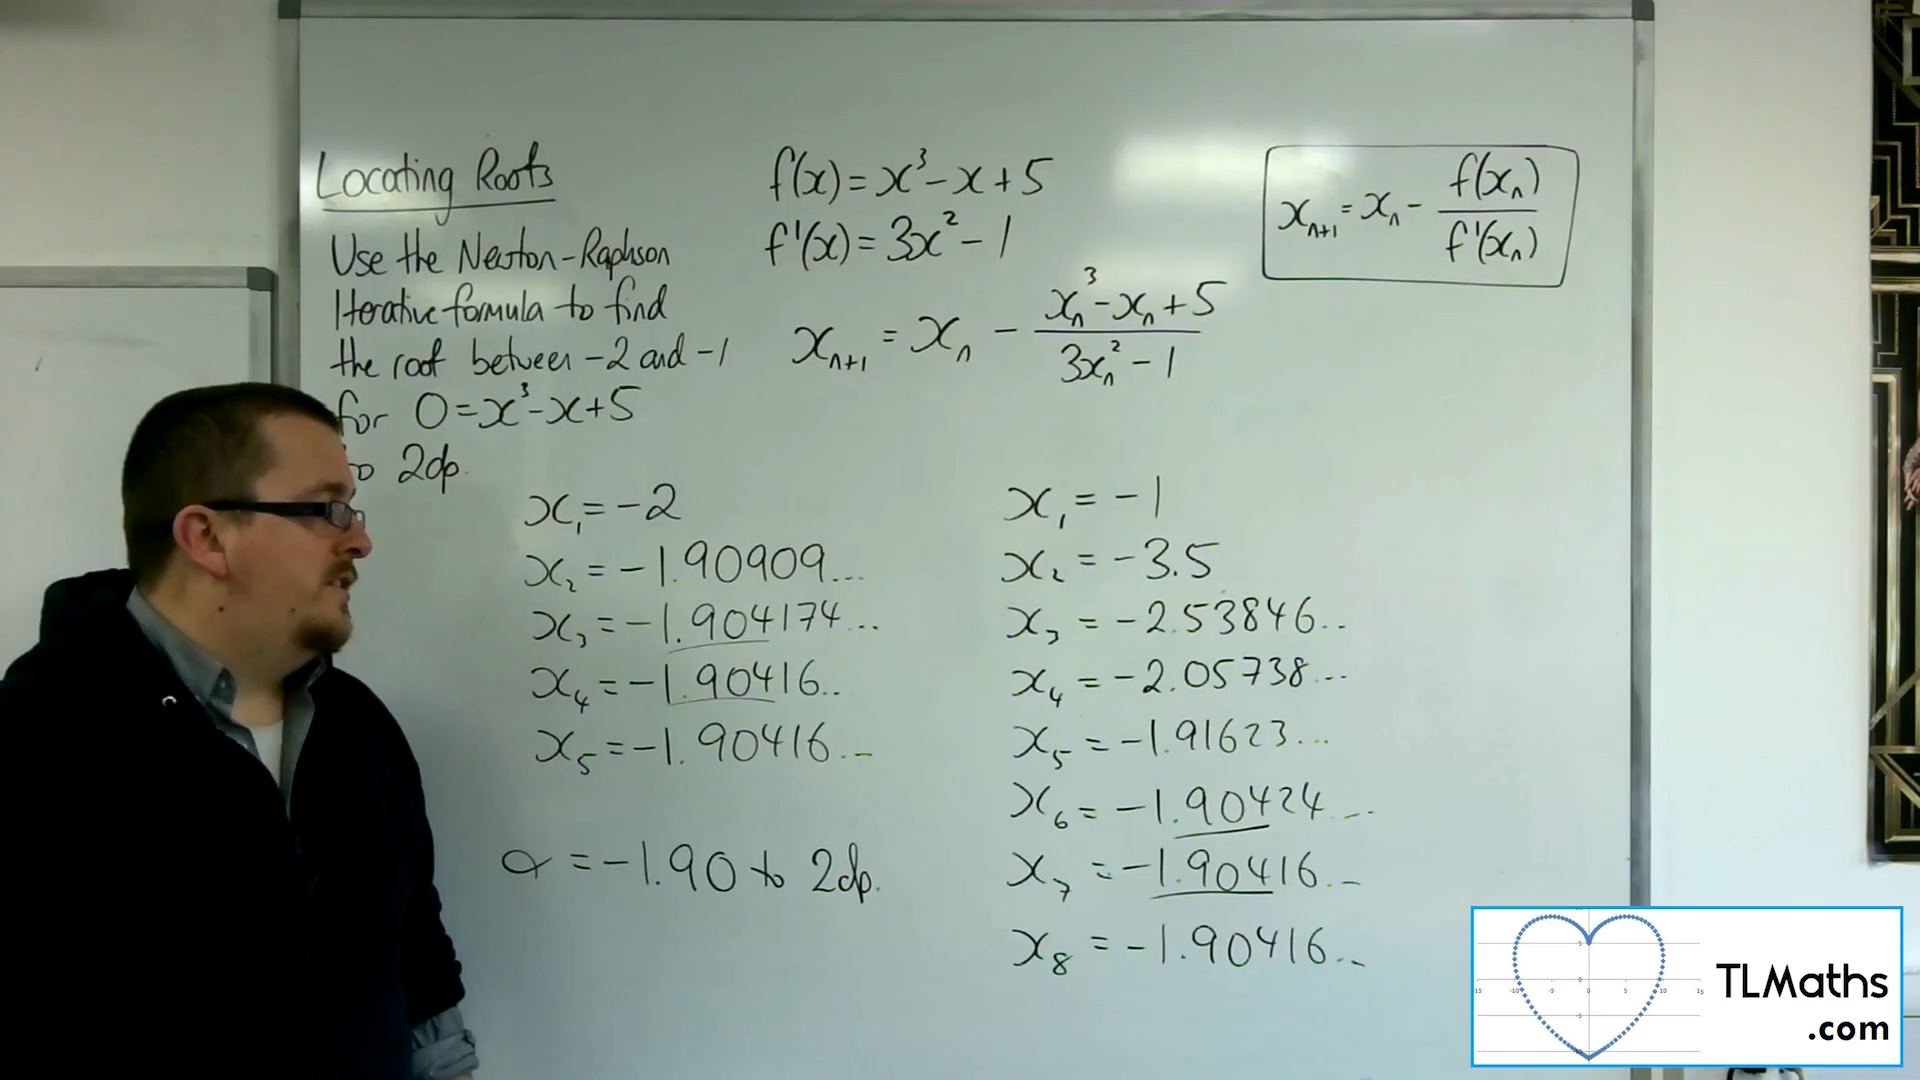 Locating Roots
Use the Newton-Raphson
Iterative formula to find
the root between -2 and -1
for 0=x³-x+5
to 2dp.
f(x)=x³-x+5
f'(x)=3x²-1
xₙ₊₁ = xₙ - (xₙ³-xₙ+5)/(3xₙ²-1)
xₙ₊₁=xₙ - f(xₙ)/f'(xₙ)
x₁=-2
x₂=-1.90909...
x₃=-1.904174...
x₄=-1.90416...
x₅=-1.90416...
α=-1.90 to 2dp.
x₁=-1
x₂=-3.5
x₃=-2.53846...
x₄=-2.05738...
x₅=-1.91623...
x₆=-1.90424...
x₇=-1.90416...
x₈=-1.90416...
TLMaths
.com